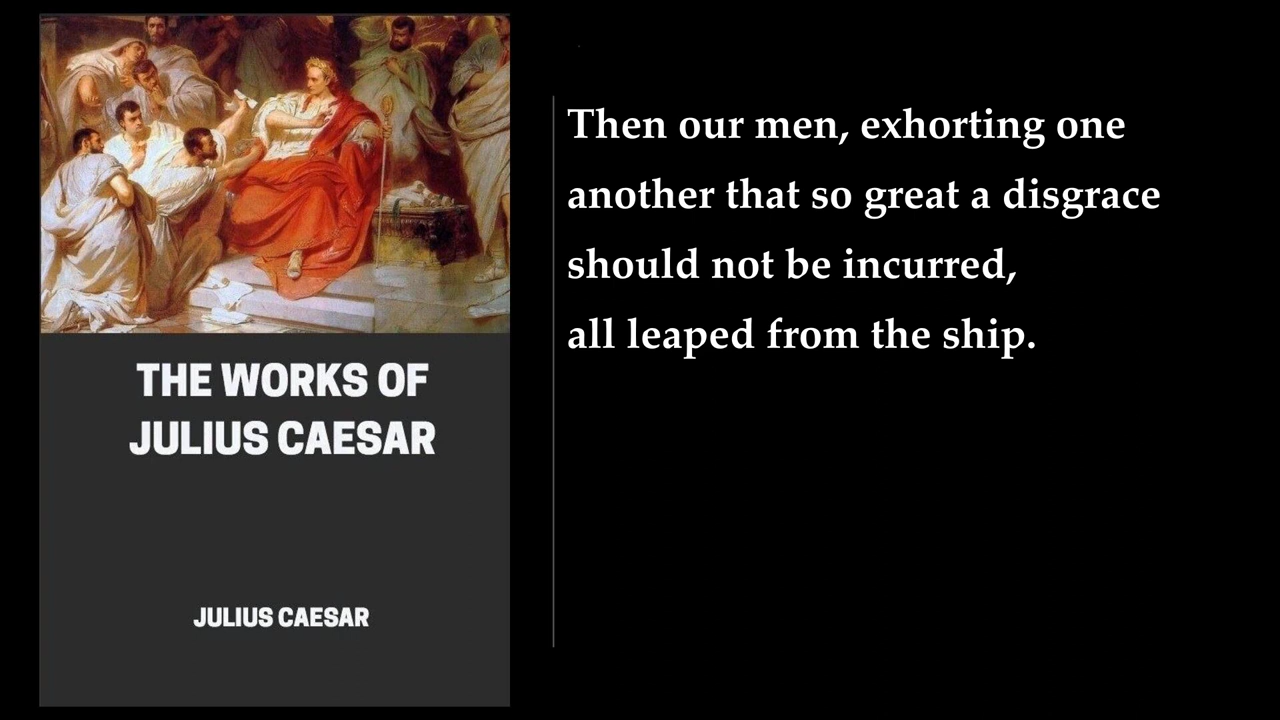 THE WORKS OF
JULIUS CAESAR
JULIUS CAESAR
Then our men, exhorting one
another that so great a disgrace
should not be incurred,
all leaped from the ship.